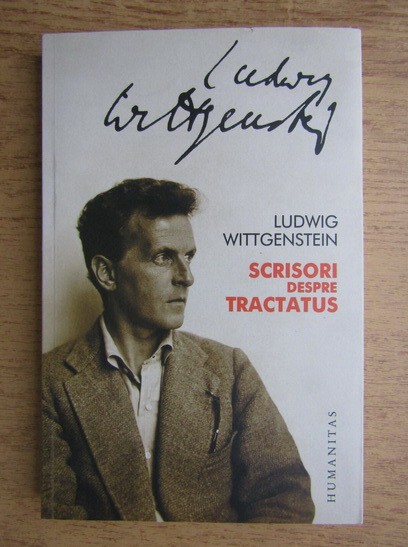 Ludwig
Wittgenstein
LUDWIG
WITTGENSTEIN
SCRISORI
DESPRE
TRACTATUS
HUMANITAS